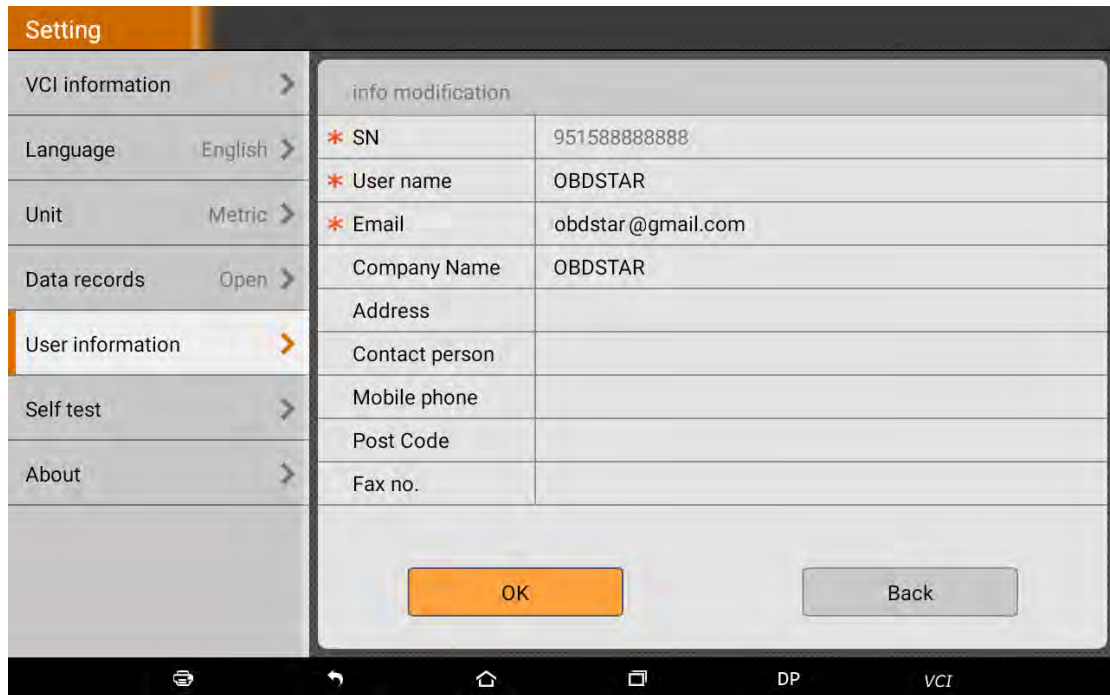 Setting
VCI information
Language English
Unit Metric
Data records Open
User information
Self test
About
info modification
* SN 951588888888
* User name OBDSTAR
* Email obdstar@gmail.com
Company Name OBDSTAR
Address
Contact person
Mobile phone
Post Code
Fax no.
OK Back
DP VCI